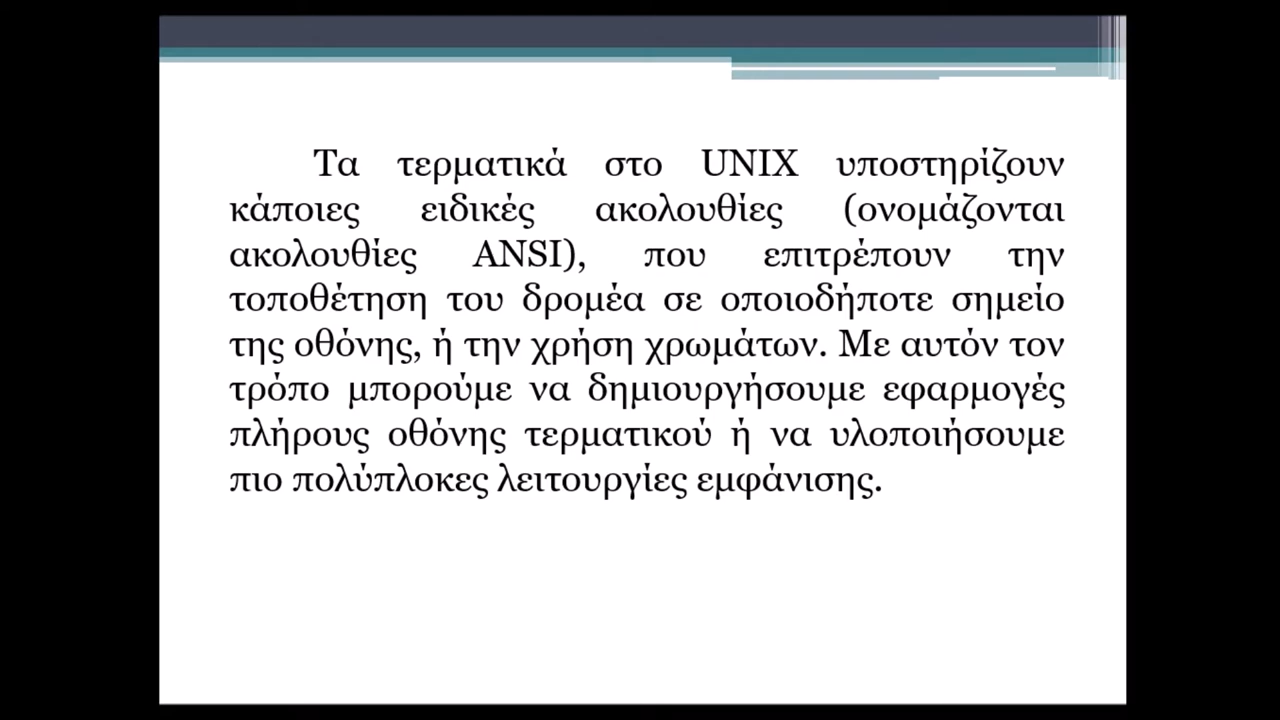 Τα τερματικά στο UNIX υποστηρίζουν
κάποιες ειδικές ακολουθίες (ονομάζονται
ακολουθίες ANSI), που επιτρέπουν την
τοποθέτηση του δρομέα σε οποιοδήποτε σημείο
της οθόνης, ή την χρήση χρωμάτων. Με αυτόν τον
τρόπο μπορούμε να δημιουργήσουμε εφαρμογές
πλήρους οθόνης τερματικού ή να υλοποιήσουμε
πιο πολύπλοκες λειτουργίες εμφάνισης.